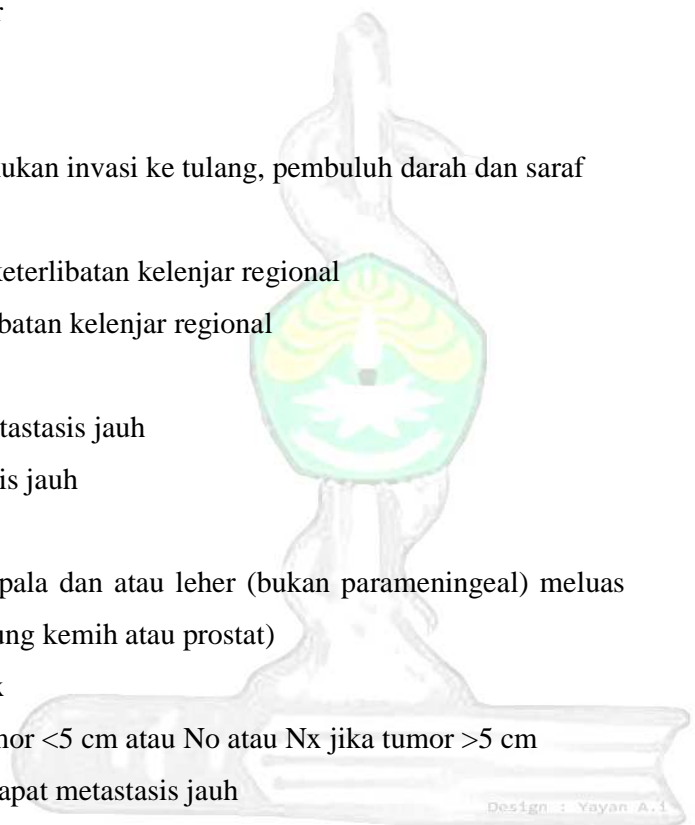 r
ukan invasi ke tulang, pembuluh darah dan saraf
keterlibatan kelenjar regional
batan kelenjar regional
tastasis jauh
is jauh
pala dan atau leher (bukan parameningeal) meluas
ung kemih atau prostat)
x
mor <5 cm atau No atau Nx jika tumor >5 cm
apat metastasis jauh
Design : Yayan A.i